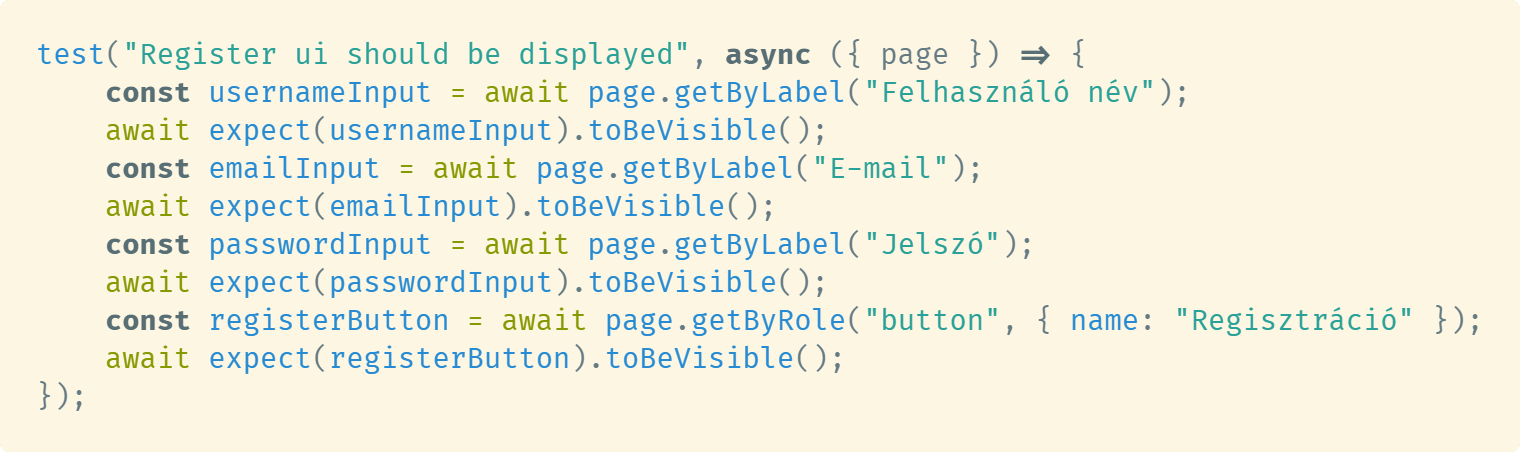 test("Register ui should be displayed", async ({ page }) => {
    const usernameInput = await page.getByLabel("Felhasználó név");
    await expect(usernameInput).toBeVisible();
    const emailInput = await page.getByLabel("E-mail");
    await expect(emailInput).toBeVisible();
    const passwordInput = await page.getByLabel("Jelszó");
    await expect(passwordInput).toBeVisible();
    const registerButton = await page.getByRole("button", { name: "Regisztráció" });
    await expect(registerButton).toBeVisible();
});